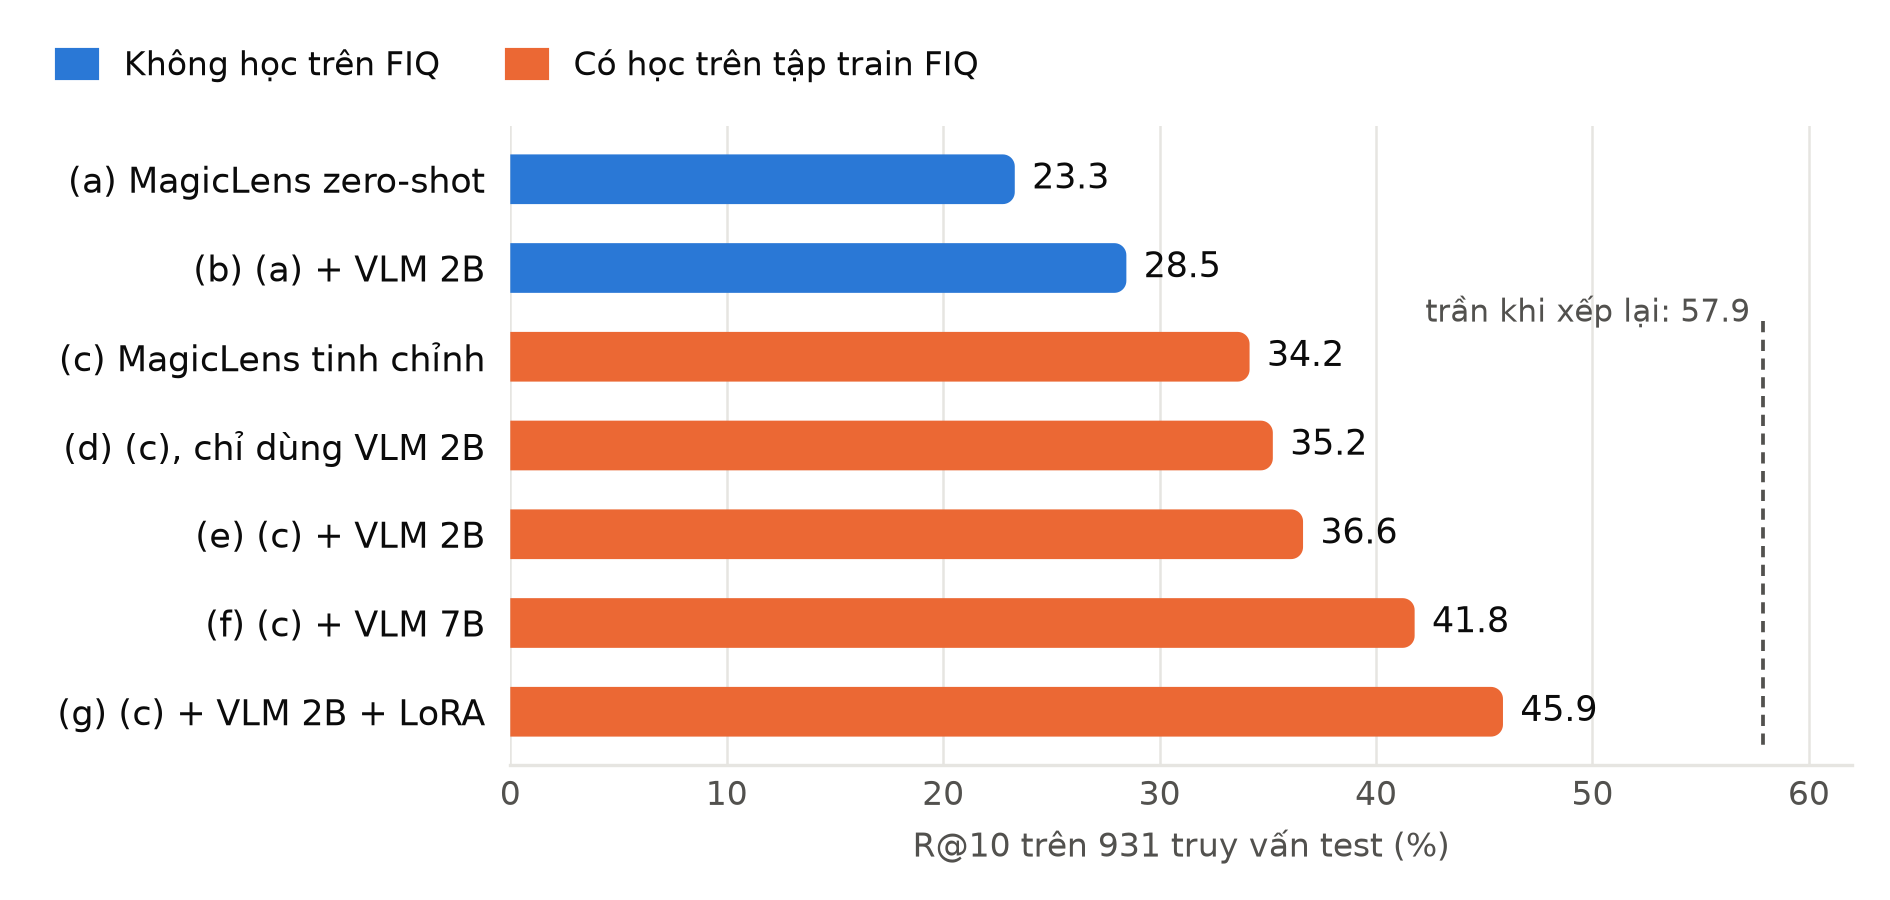 Không học trên FIQ
Có học trên tập train FIQ
(a) MagicLens zero-shot
23.3
(b) (a) + VLM 2B
28.5
trần khi xếp lại: 57.9
(c) MagicLens tinh chỉnh
34.2
(d) (c), chỉ dùng VLM 2B
35.2
(e) (c) + VLM 2B
36.6
(f) (c) + VLM 7B
41.8
(g) (c) + VLM 2B + LoRA
45.9
0 10 20 30 40 50 60
R@10 trên 931 truy vấn test (%)